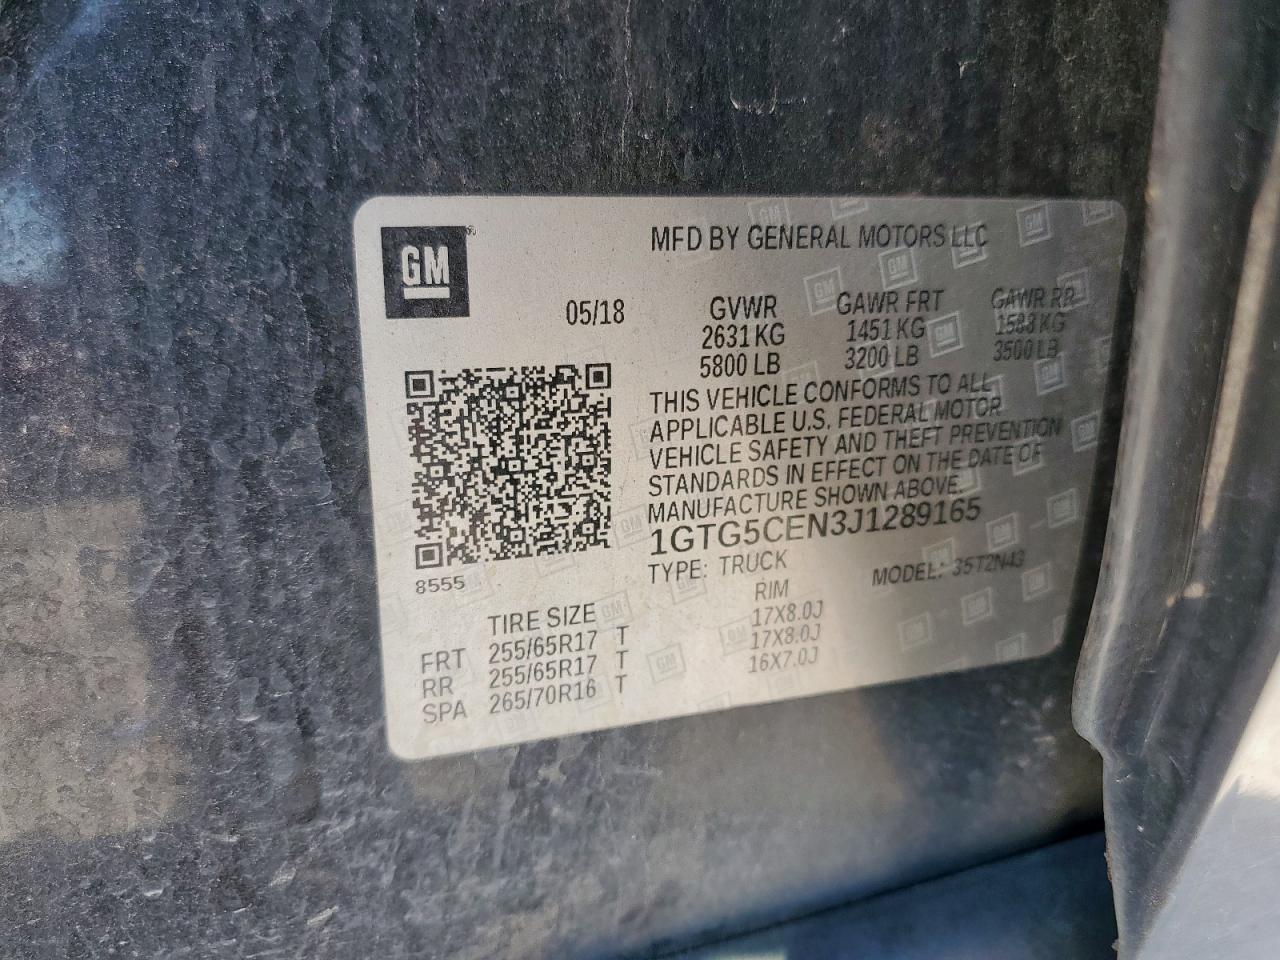 GM
MFD BY GENERAL MOTORS LLC
05/18
GVWR GAWR FRT GAWR RR
2631 KG 1451 KG 1588 KG
5800 LB 3200 LB 3500 LB
THIS VEHICLE CONFORMS TO ALL
APPLICABLE U.S. FEDERAL MOTOR
VEHICLE SAFETY AND THEFT PREVENTION
STANDARDS IN EFFECT ON THE DATE OF
MANUFACTURE SHOWN ABOVE.
1GTG5CEN3J1289165
TYPE: TRUCK MODEL: 35T2N43
8555
TIRE SIZE RIM
FRT 255/65R17 T 17X8.0J
RR 255/65R17 T 17X8.0J
SPA 265/70R16 T 16X7.0J